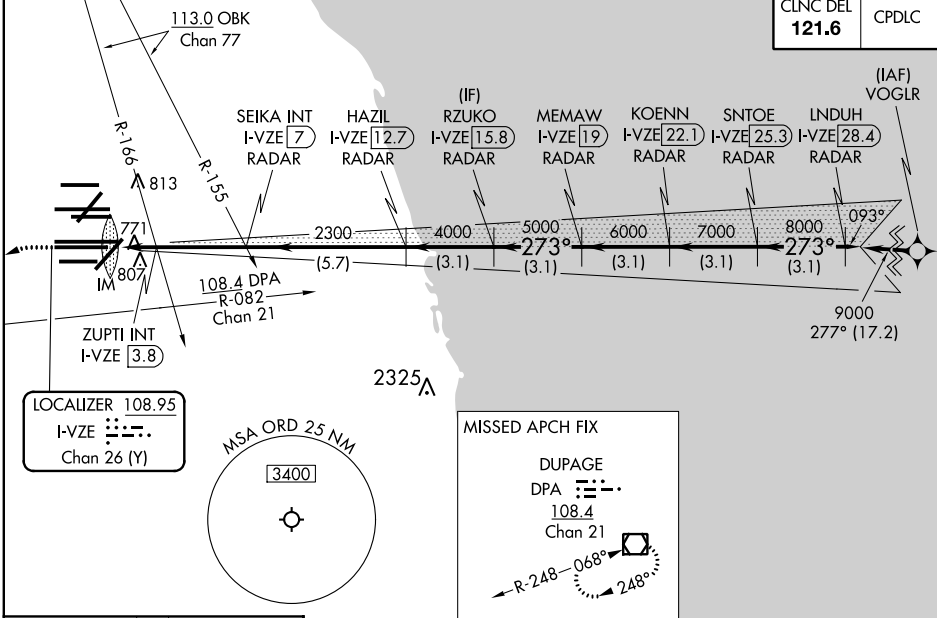 113.0 OBK
Chan 77
CLNC DEL
121.6
CPDLC
(IAF)
VOGLR
SEIKA INT
I-VZE 7
RADAR
HAZIL
I-VZE 12.7
RADAR
(IF)
RZUKO
I-VZE 15.8
RADAR
MEMAW
I-VZE 19
RADAR
KOENN
I-VZE 22.1
RADAR
SNTOE
I-VZE 25.3
RADAR
LNDUH
I-VZE 28.4
RADAR
R-166
R-155
813
771
807
IM
2300
4000
5000
6000
7000
8000
093°
273°
273°
(5.7)
(3.1)
(3.1)
(3.1)
(3.1)
(3.1)
9000
277° (17.2)
108.4 DPA
R-082
Chan 21
ZUPTI INT
I-VZE 3.8
2325
LOCALIZER 108.95
I-VZE
Chan 26 (Y)
MSA ORD 25 NM
3400
MISSED APCH FIX
DUPAGE
DPA
108.4
Chan 21
R-248
068°
248°